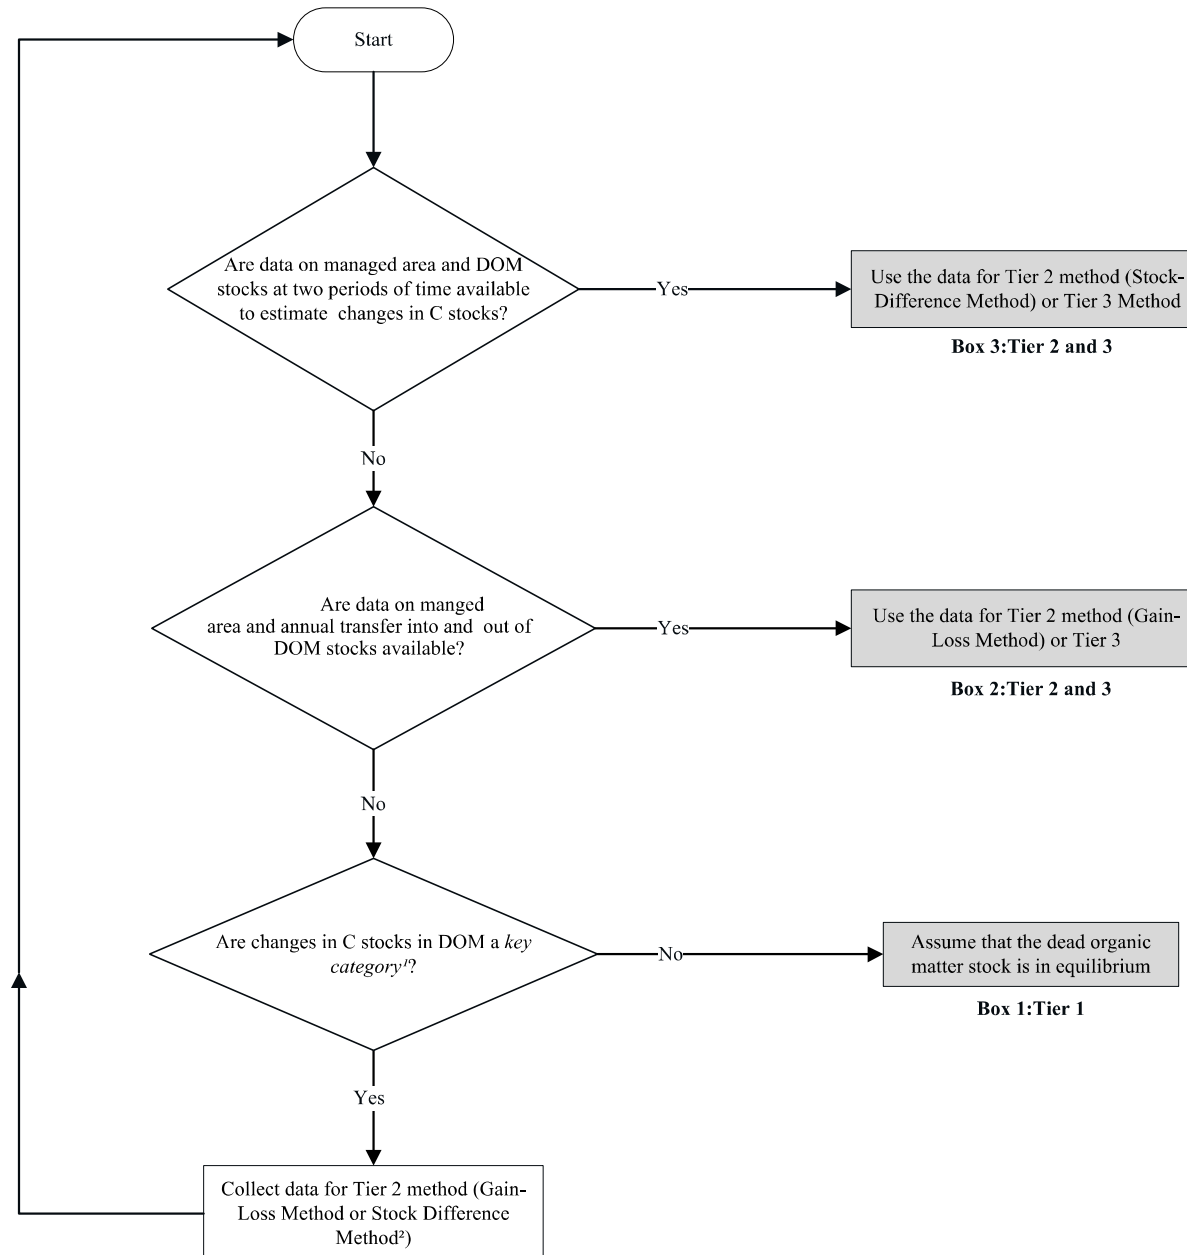 Start
Are data on managed area and DOM
stocks at two periods of time available
to estimate changes in C stocks?
Yes
Use the data for Tier 2 method (Stock-
Difference Method) or Tier 3 Method
Box 3:Tier 2 and 3
No
Are data on manged
area and annual transfer into and out of
DOM stocks available?
Yes
Use the data for Tier 2 method (Gain-
Loss Method) or Tier 3
Box 2:Tier 2 and 3
No
Are changes in C stocks in DOM a key
category¹?
No
Assume that the dead organic
matter stock is in equilibrium
Box 1:Tier 1
Yes
Collect data for Tier 2 method (Gain-
Loss Method or Stock Difference
Method²)